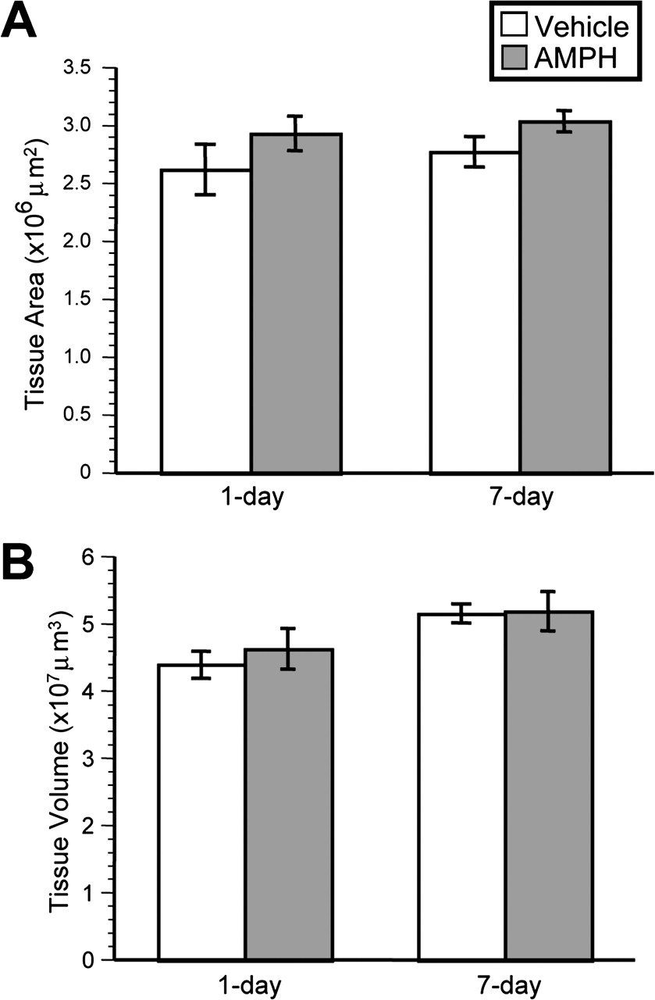 A
Vehicle
AMPH
Tissue Area (x10⁶ μm²)
3.5
3.0
2.5
2.0
1.5
1.0
0.5
0
1-day 7-day
B
Tissue Volume (x10⁷ μm³)
6
5
4
3
2
1
0
1-day 7-day